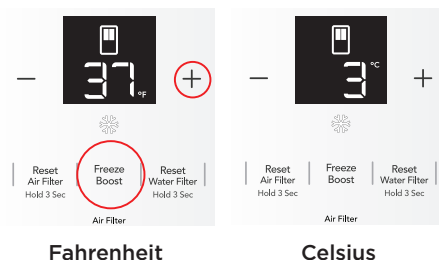 37 °F
— +
Reset Air Filter
Hold 3 Sec
Freeze Boost
Reset Water Filter
Hold 3 Sec
Air Filter
Fahrenheit
3 °C
— +
Reset Air Filter
Hold 3 Sec
Freeze Boost
Reset Water Filter
Hold 3 Sec
Air Filter
Celsius